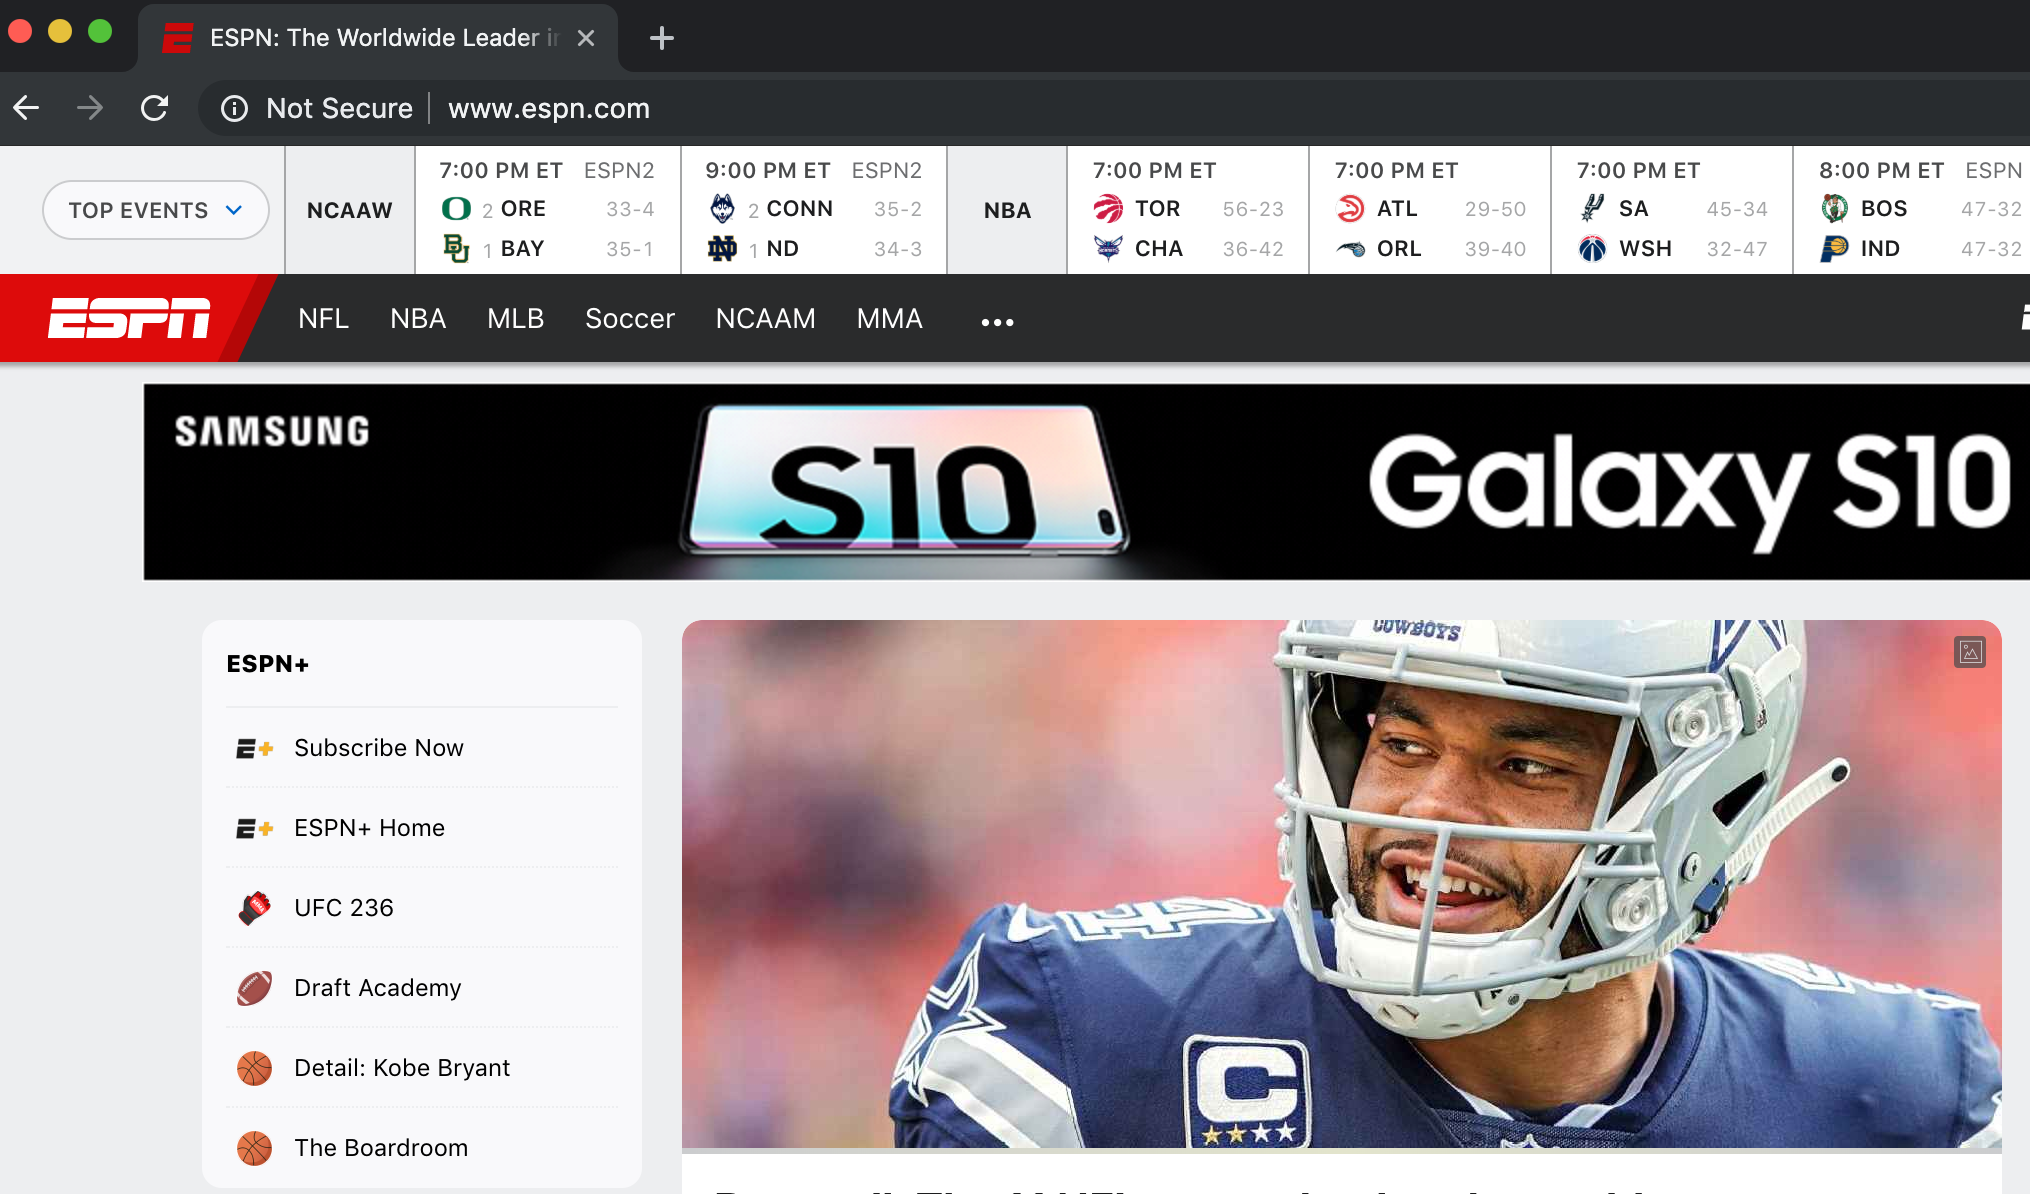 ESPN: The Worldwide Leader in
Not Secure www.espn.com
TOP EVENTS
NCAAW
7:00 PM ET ESPN2
2 ORE 33-4
1 BAY 35-1
9:00 PM ET ESPN2
2 CONN 35-2
1 ND 34-3
NBA
7:00 PM ET
TOR 56-23
CHA 36-42
7:00 PM ET
ATL 29-50
ORL 39-40
7:00 PM ET
SA 45-34
WSH 32-47
8:00 PM ET ESPN
BOS 47-32
IND 47-32
ESPN NFL NBA MLB Soccer NCAAM MMA ...
SAMSUNG
S10
Galaxy S10
ESPN+
E+ Subscribe Now
E+ ESPN+ Home
UFC 236
Draft Academy
Detail: Kobe Bryant
The Boardroom
COWBOYS
4
C